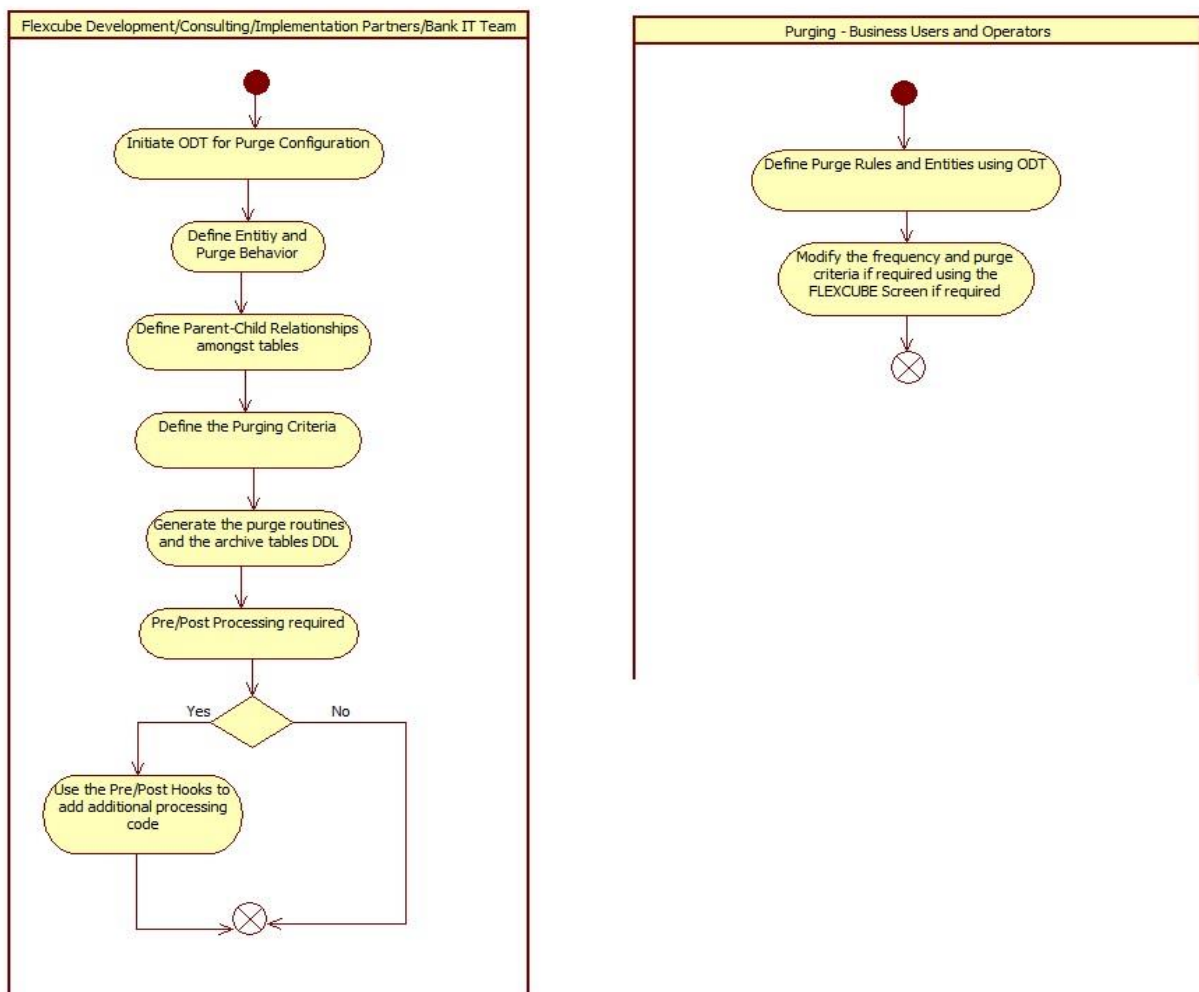 Flexcube Development/Consulting/Implementation Partners/Bank IT Team
Initiate ODT for Purge Configuration
Define Entitiy and
Purge Behavior
Define Parent-Child Relationships
amongst tables
Define the Purging Criteria
Generate the purge routines
and the archive tables DDL
Pre/Post Processing required
Yes
No
Use the Pre/Post Hooks to
add additional processing
code
Purging - Business Users and Operators
Define Purge Rules and Entities using ODT
Modify the frequency and purge
criteria if required using the
FLEXCUBE Screen if required